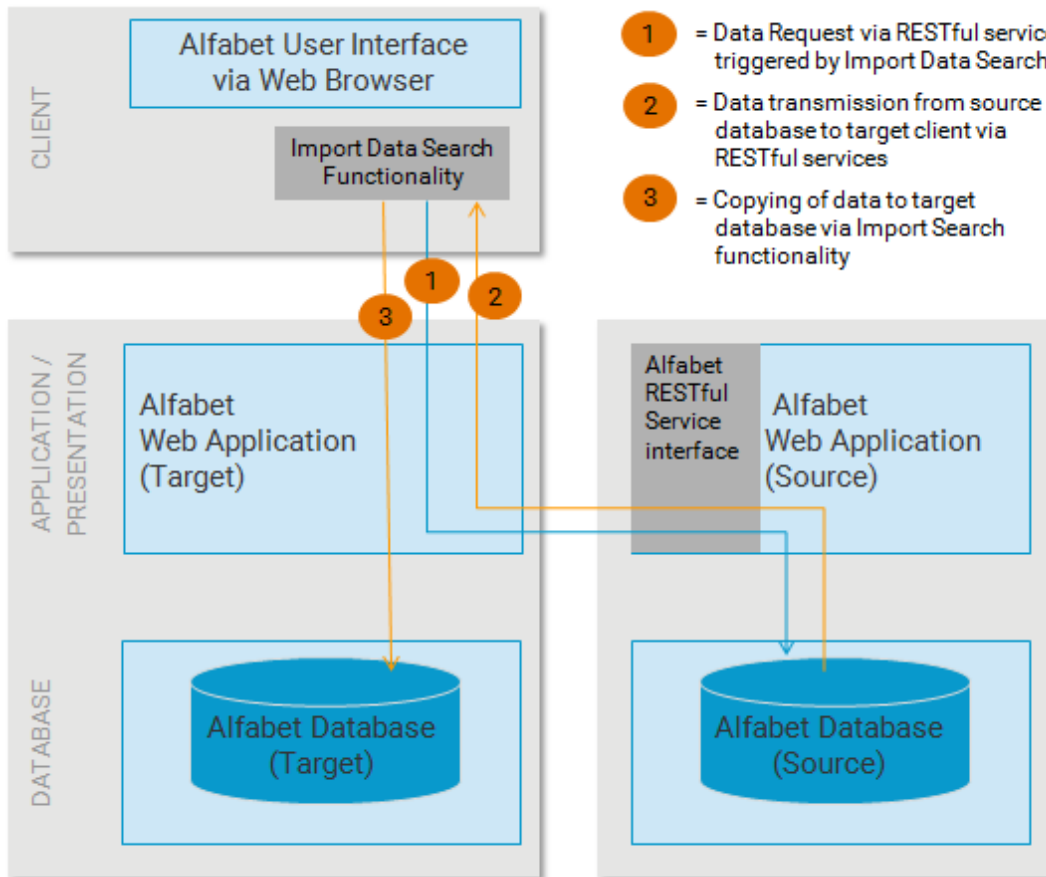 CLIENT
Alfabet User Interface
via Web Browser
Import Data Search
Functionality
1
= Data Request via RESTful service
triggered by Import Data Search
2
= Data transmission from source
database to target client via
RESTful services
3
= Copying of data to target
database via Import Search
functionality
1
2
3
APPLICATION /
PRESENTATION
Alfabet
Web Application
(Target)
Alfabet
RESTful
Service
interface
Alfabet
Web Application
(Source)
DATABASE
Alfabet Database
(Target)
Alfabet Database
(Source)